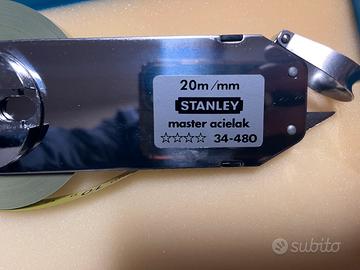 20m/mm
STANLEY
master acielak
☆☆☆☆ 34-480
subito